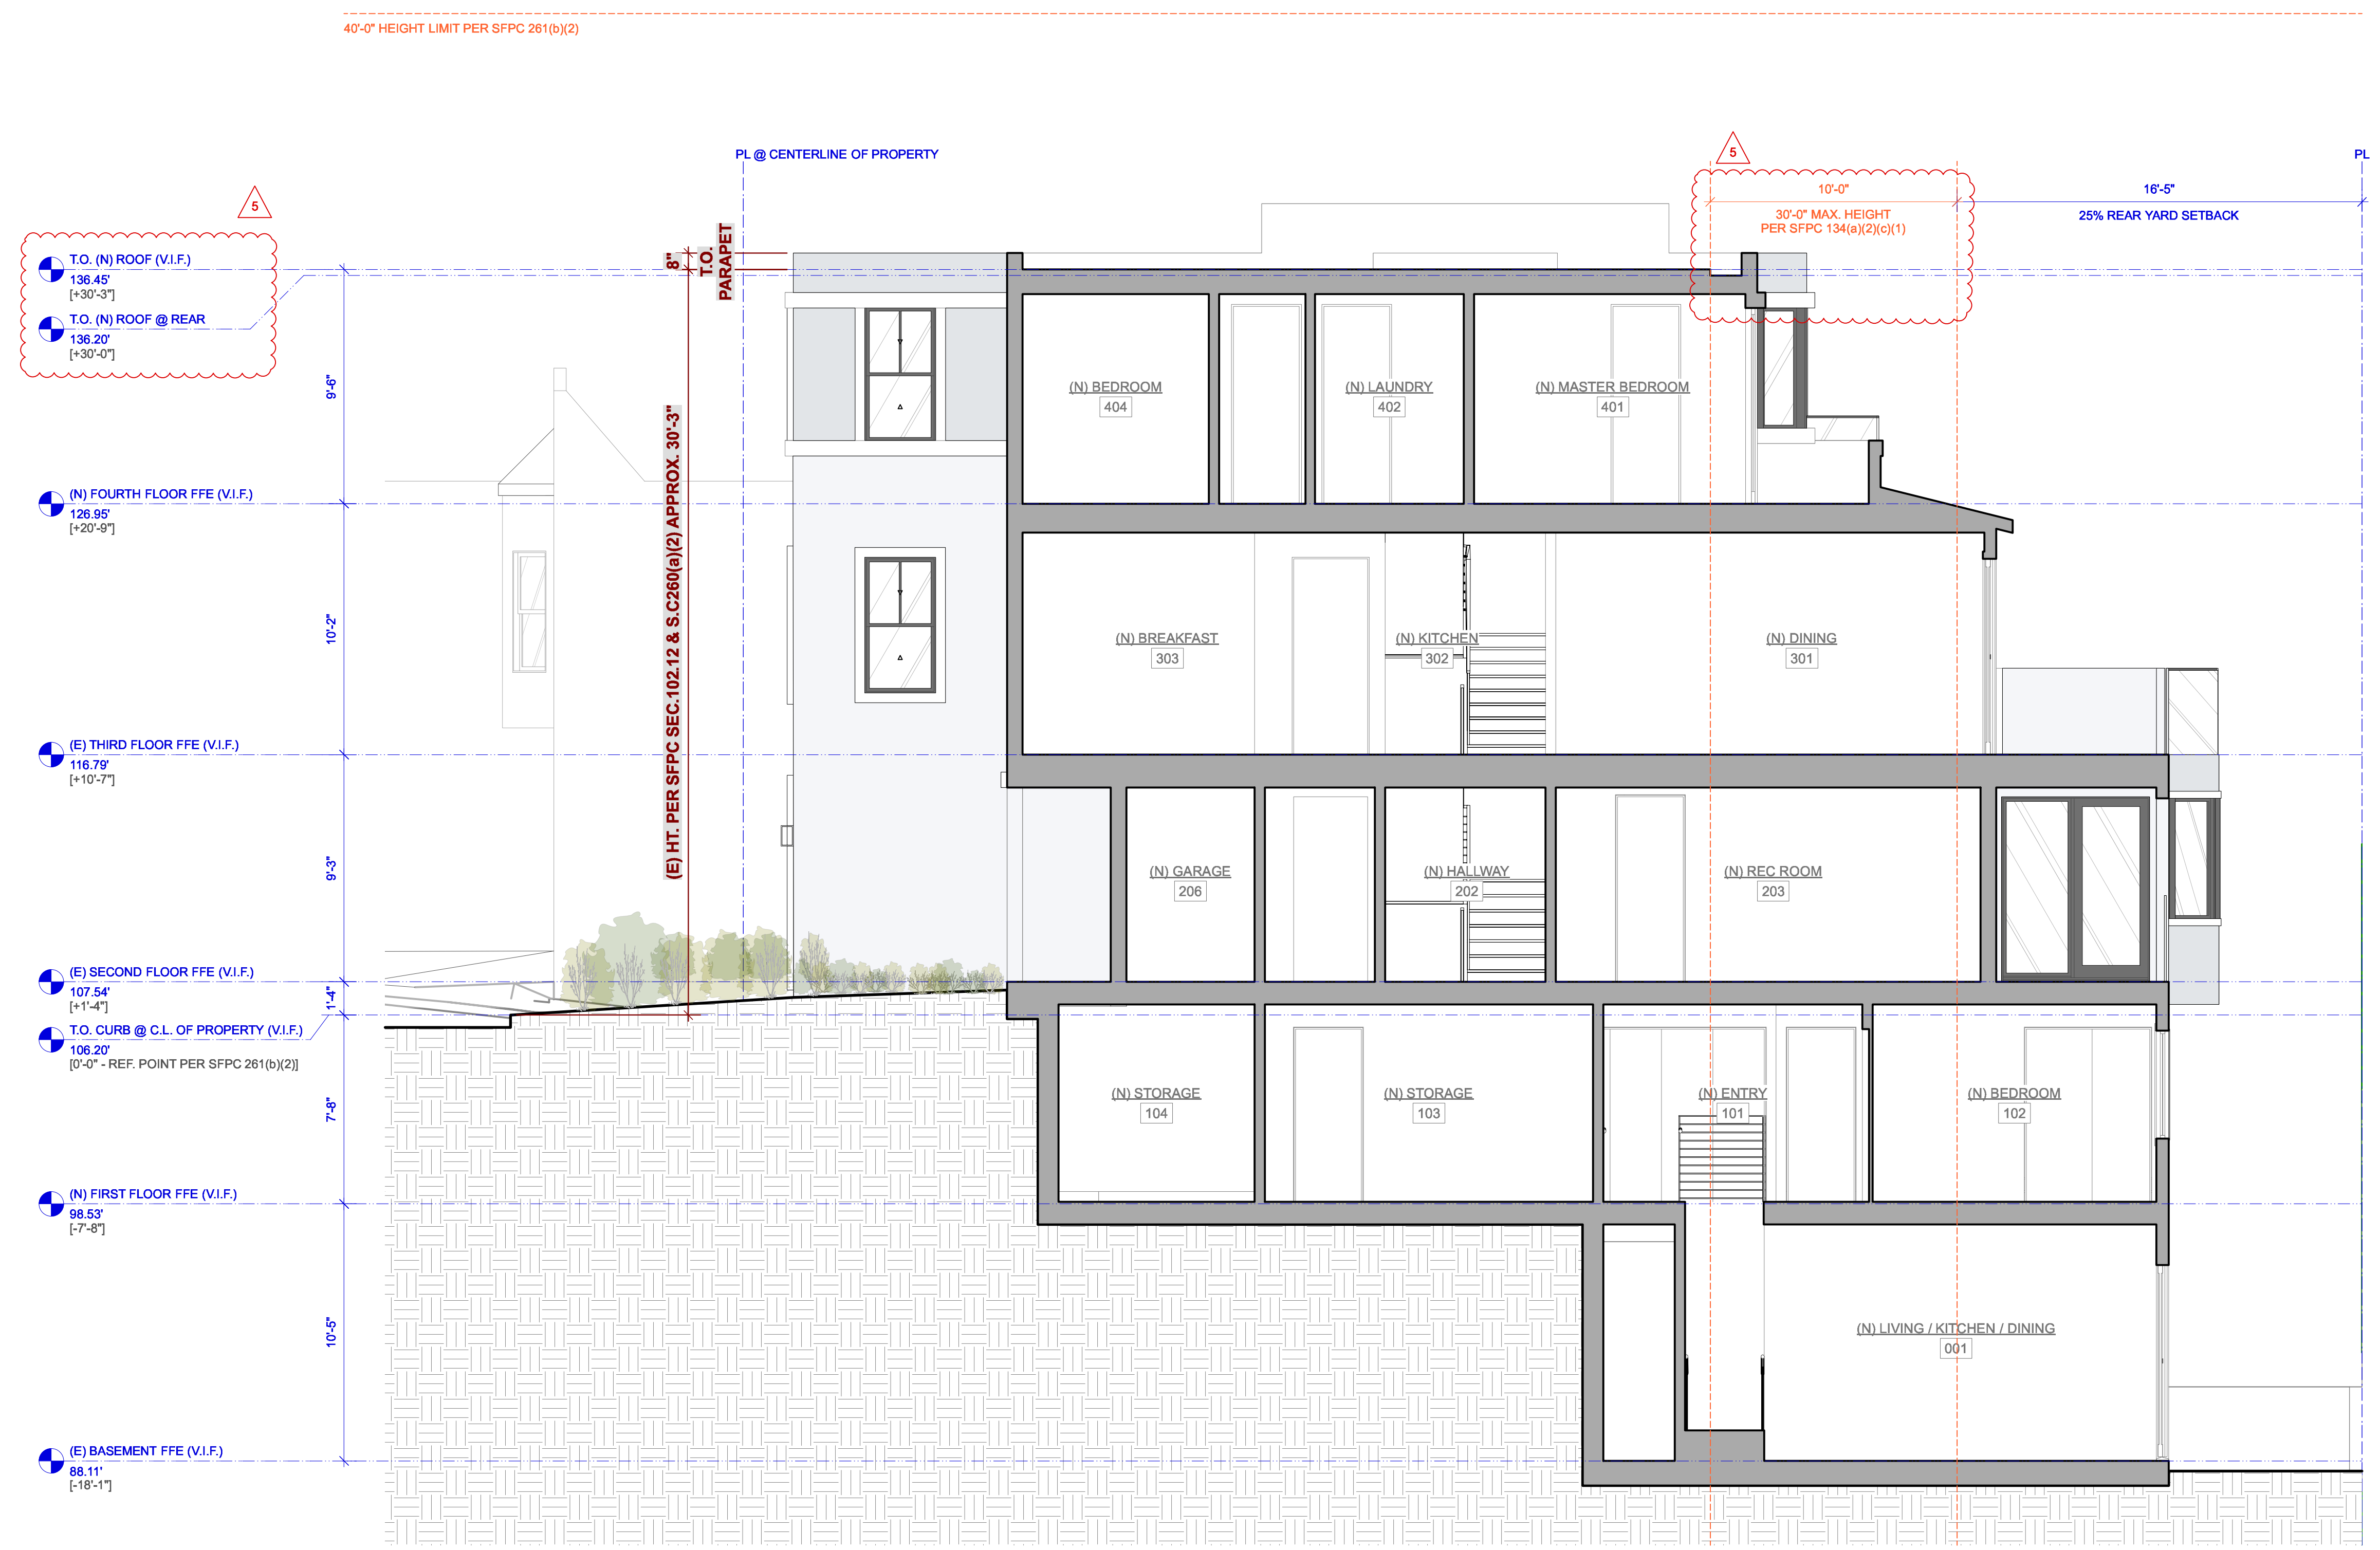 40'-0" HEIGHT LIMIT PER SFPC 261(b)(2)
PL @ CENTERLINE OF PROPERTY
5
PL
10'-0"
16'-5"
30'-0" MAX. HEIGHT
PER SFPC 134(a)(2)(c)(1)
25% REAR YARD SETBACK
5
T.O. (N) ROOF (V.I.F.)
136.45'
[+30'-3"]
T.O. (N) ROOF @ REAR
136.20'
[+30'-0"]
8"
T.O.
PARAPET
9'-6"
(E) HT. PER SFPC SEC.102.12 & S.C260(a)(2) APPROX. 30'-3"
(N) BEDROOM
404
(N) LAUNDRY
402
(N) MASTER BEDROOM
401
(N) FOURTH FLOOR FFE (V.I.F.)
126.95'
[+20'-9"]
10'-2"
(N) BREAKFAST
303
(N) KITCHEN
302
(N) DINING
301
(E) THIRD FLOOR FFE (V.I.F.)
116.79'
[+10'-7"]
9'-3"
(N) GARAGE
206
(N) HALLWAY
202
(N) REC ROOM
203
(E) SECOND FLOOR FFE (V.I.F.)
107.54'
[+1'-4"]
1'-4"
T.O. CURB @ C.L. OF PROPERTY (V.I.F.)
106.20'
[0'-0" - REF. POINT PER SFPC 261(b)(2)]
7'-8"
(N) STORAGE
104
(N) STORAGE
103
(N) ENTRY
101
(N) BEDROOM
102
(N) FIRST FLOOR FFE (V.I.F.)
98.53'
[-7'-8"]
10'-5"
(N) LIVING / KITCHEN / DINING
001
(E) BASEMENT FFE (V.I.F.)
88.11'
[-18'-1"]